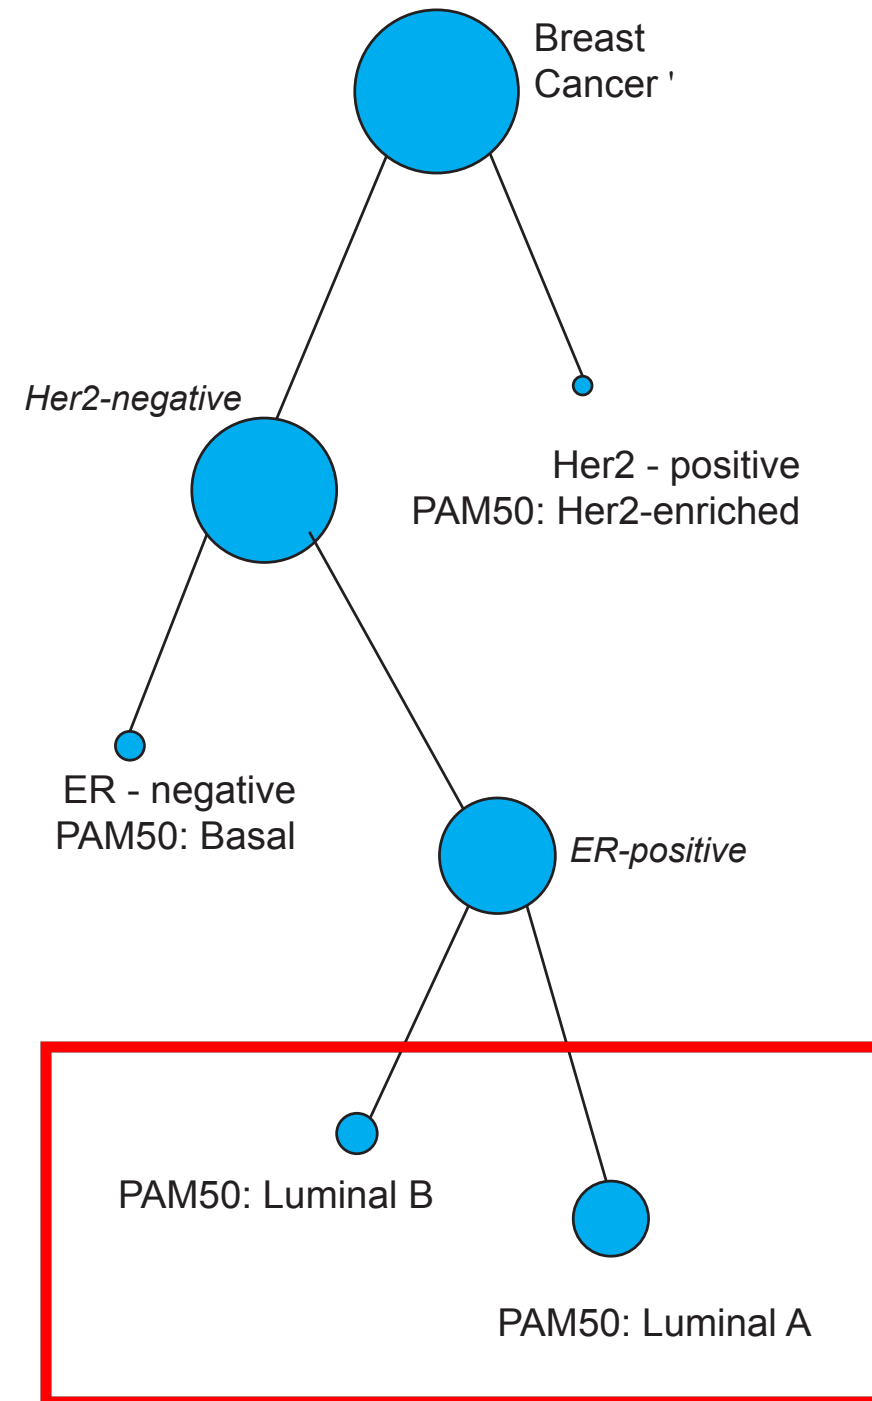 Breast
Cancer '
Her2-negative
Her2 - positive
PAM50: Her2-enriched
ER - negative
PAM50: Basal
ER-positive
PAM50: Luminal B
PAM50: Luminal A